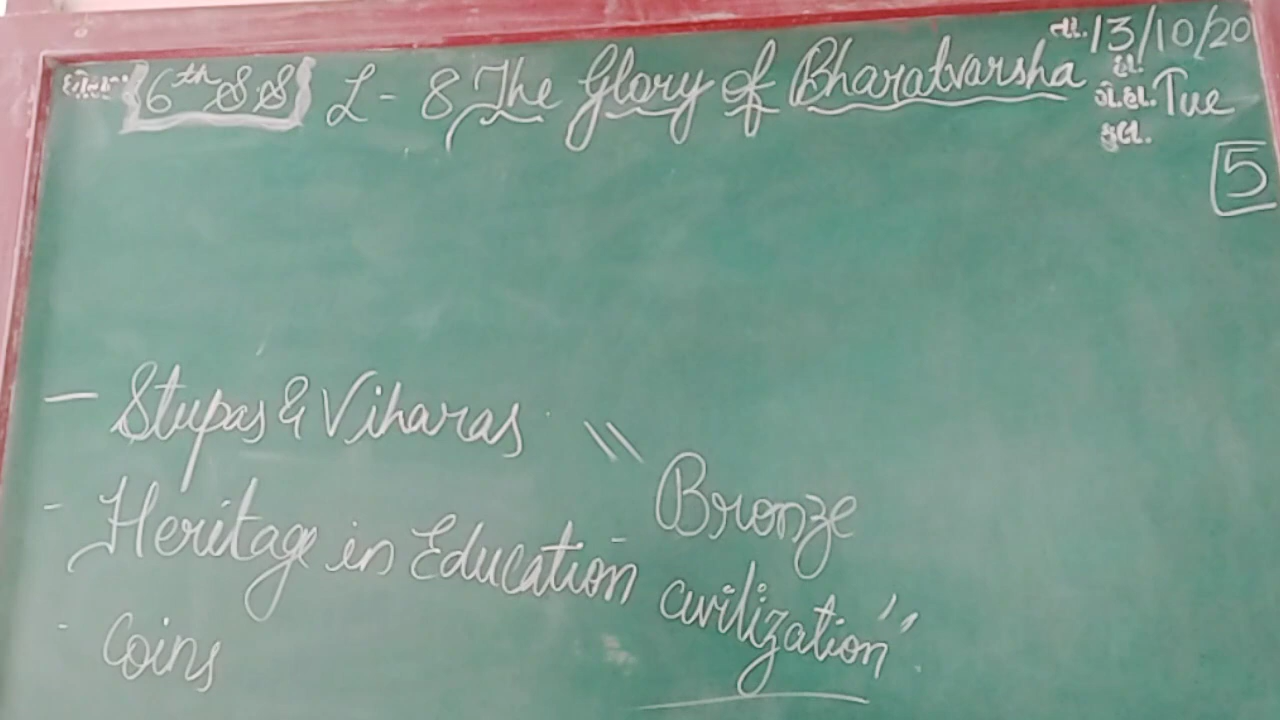 6th S.S L - 8, The Glory of Bharatvarsha
તા. 13/10/20
હા.
ગે.હા. Tue
કુલ.
5
- Stupas & Viharas
- Heritage in Education
- Coins
"Bronze
civilization"